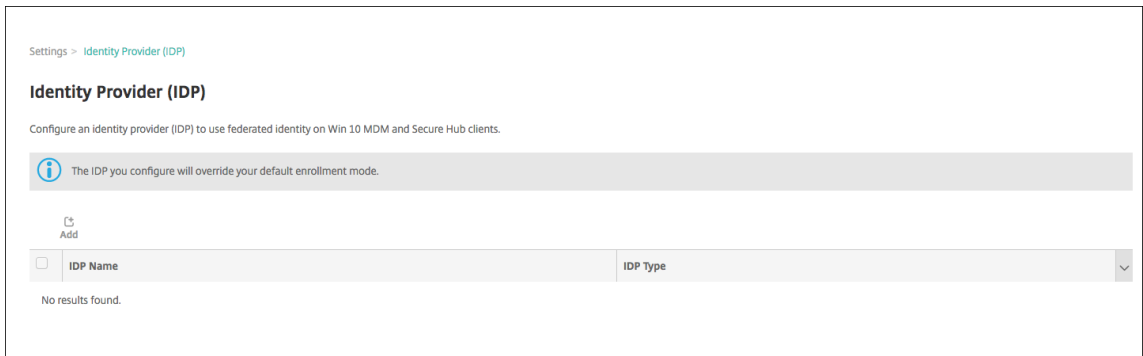 Settings > Identity Provider (IDP)
Identity Provider (IDP)
Configure an identity provider (IDP) to use federated identity on Win 10 MDM and Secure Hub clients.
The IDP you configure will override your default enrollment mode.
Add
IDP Name IDP Type
No results found.